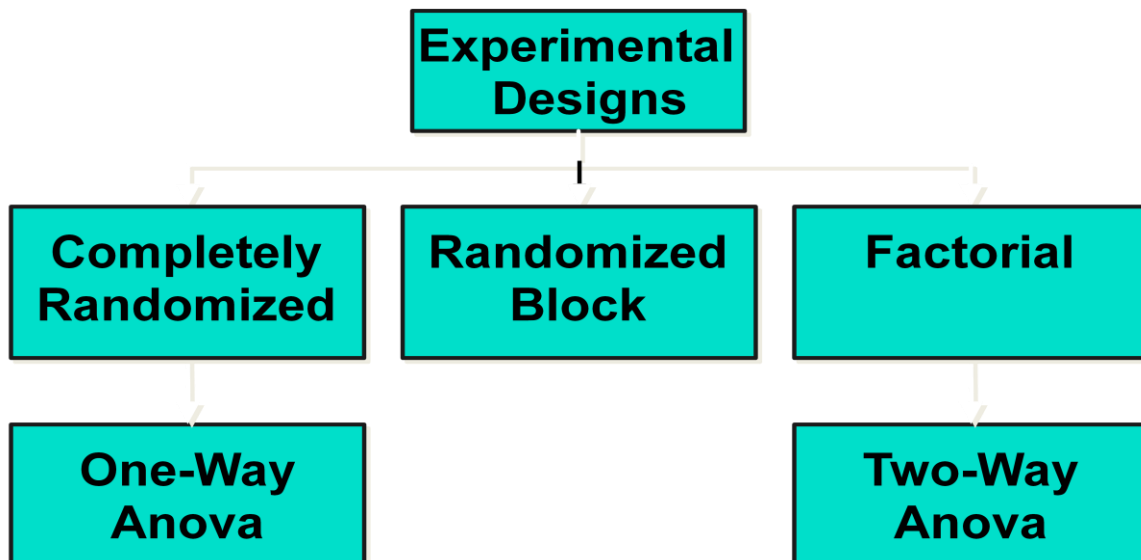 Experimental
Designs
Completely
Randomized
Randomized
Block
Factorial
One-Way
Anova
Two-Way
Anova